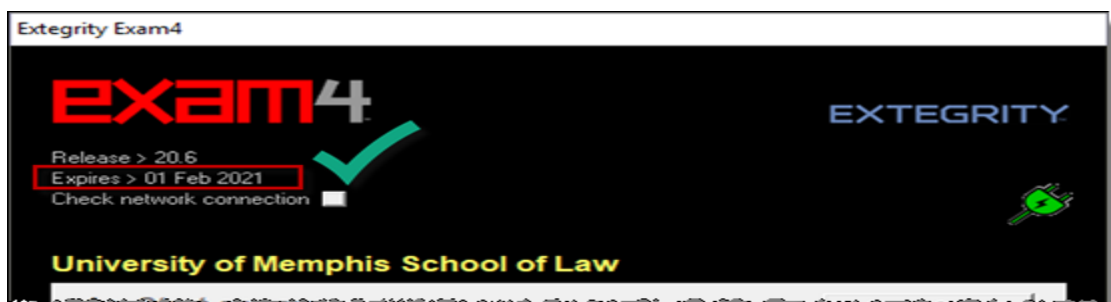 Extegrity Exam4
exam4
EXTEGRITY
Release > 20.6
Expires > 01 Feb 2021
Check network connection
University of Memphis School of Law